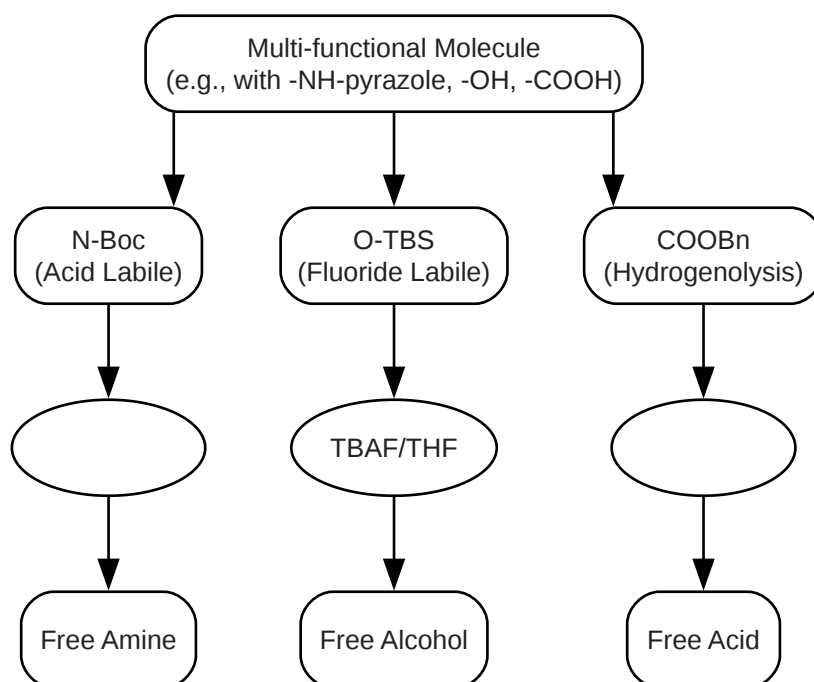 Multi-functional Molecule
(e.g., with -NH-pyrazole, -OH, -COOH)
N-Boc
(Acid Labile)
O-TBS
(Fluoride Labile)
COOBn
(Hydrogenolysis)
TBAF/THF
Free Amine
Free Alcohol
Free Acid